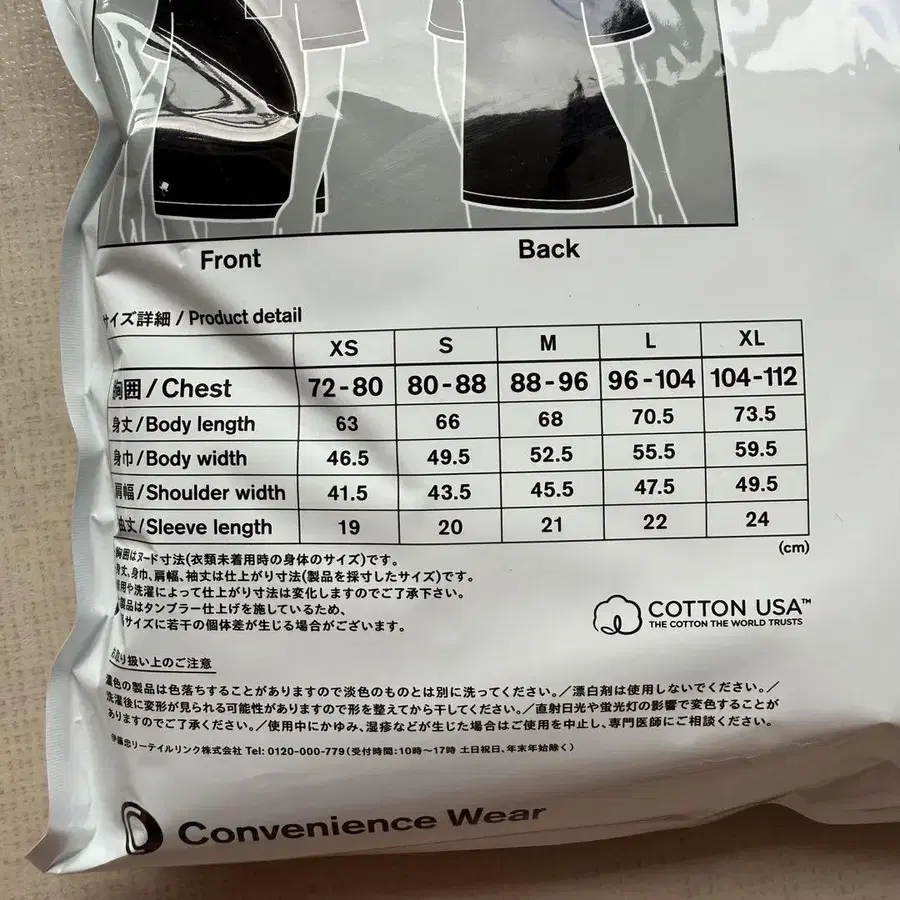 Front
Back
サイズ詳細 / Product detail
XS S M L XL
胸囲 / Chest 72-80 80-88 88-96 96-104 104-112
身丈 / Body length 63 66 68 70.5 73.5
身巾 / Body width 46.5 49.5 52.5 55.5 59.5
肩幅 / Shoulder width 41.5 43.5 45.5 47.5 49.5
袖丈 / Sleeve length 19 20 21 22 24
(cm)
胸囲はヌード寸法(衣類未着用時の身体のサイズ)です。
身丈、身巾、肩幅、袖丈は仕上がり寸法(製品を採寸したサイズ)です。
着用や洗濯によって仕上がり寸法は変化しますのでご了承下さい。
製品はタンブラー仕上げを施しているため、
サイズに若干の個体差が生じる場合がございます。
COTTON USA™
THE COTTON THE WORLD TRUSTS
お取り扱い上のご注意
濃色の製品は色落ちすることがありますので淡色のものとは別に洗ってください。/漂白剤は使用しないでください。/
洗濯後に変形が見られる可能性がありますので形を整えてから干してください。/直射日光や蛍光灯の影響で変色することが
ありますのでご了承ください。/使用中にかゆみ、湿疹などが生じた場合はご使用を中止し、専門医師にご相談ください。
伊藤忠リーテイルリンク株式会社 Tel: 0120-000-779(受付時間:10時〜17時 土日祝日、年末年始除く)
Convenience Wear